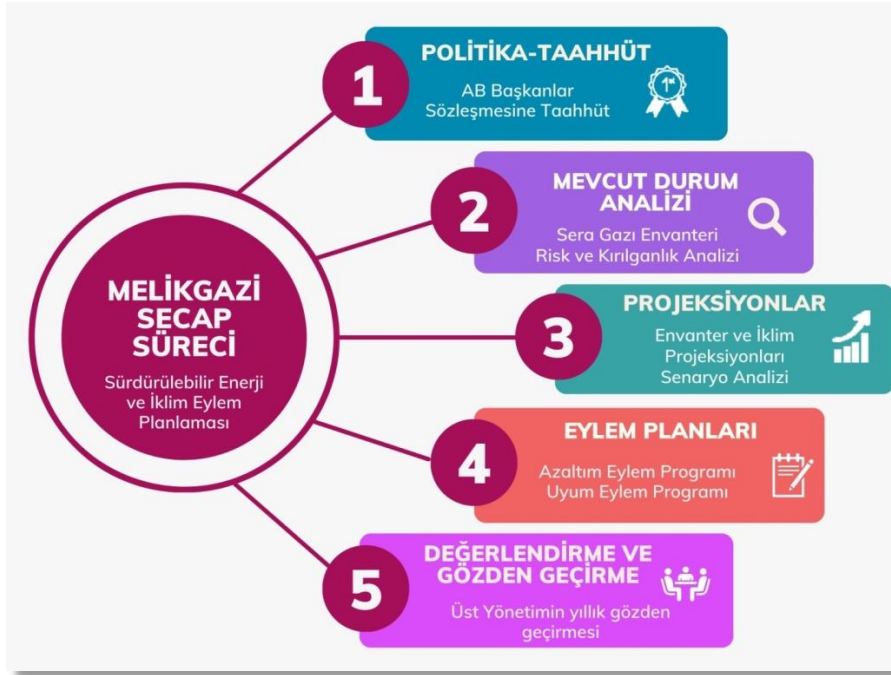 MELİKGAZİ
SECAP
SÜRECİ
Sürdürülebilir Enerji
ve İklim Eylem
Planlaması
1
POLİTİKA-TAAHHÜT
AB Başkanlar
Sözleşmesine Taahhüt
1st
2
MEVCUT DURUM
ANALİZİ
Sera Gazı Envanteri
Risk ve Kırılganlık Analizi
3
PROJEKSİYONLAR
Envanter ve İklim
Projeksiyonları
Senaryo Analizi
4
EYLEM PLANLARI
Azaltım Eylem Programı
Uyum Eylem Programı
5
DEĞERLENDİRME VE
GÖZDEN GEÇİRME
Üst Yönetimin yıllık gözden
geçirmesi